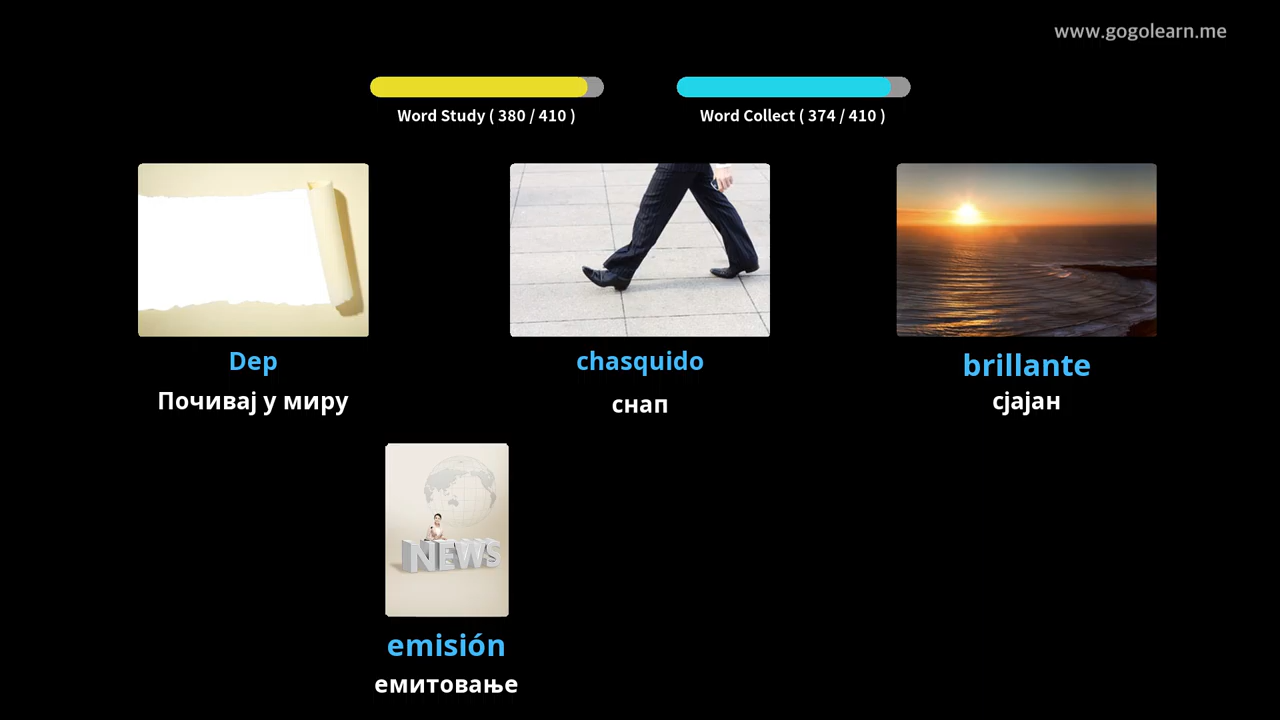 www.gogolearn.me
Word Study ( 380 / 410 )
Word Collect ( 374 / 410 )
Dep
Почивај у миру
chasquido
снап
brillante
сјајан
NEWS
emisión
емитовање